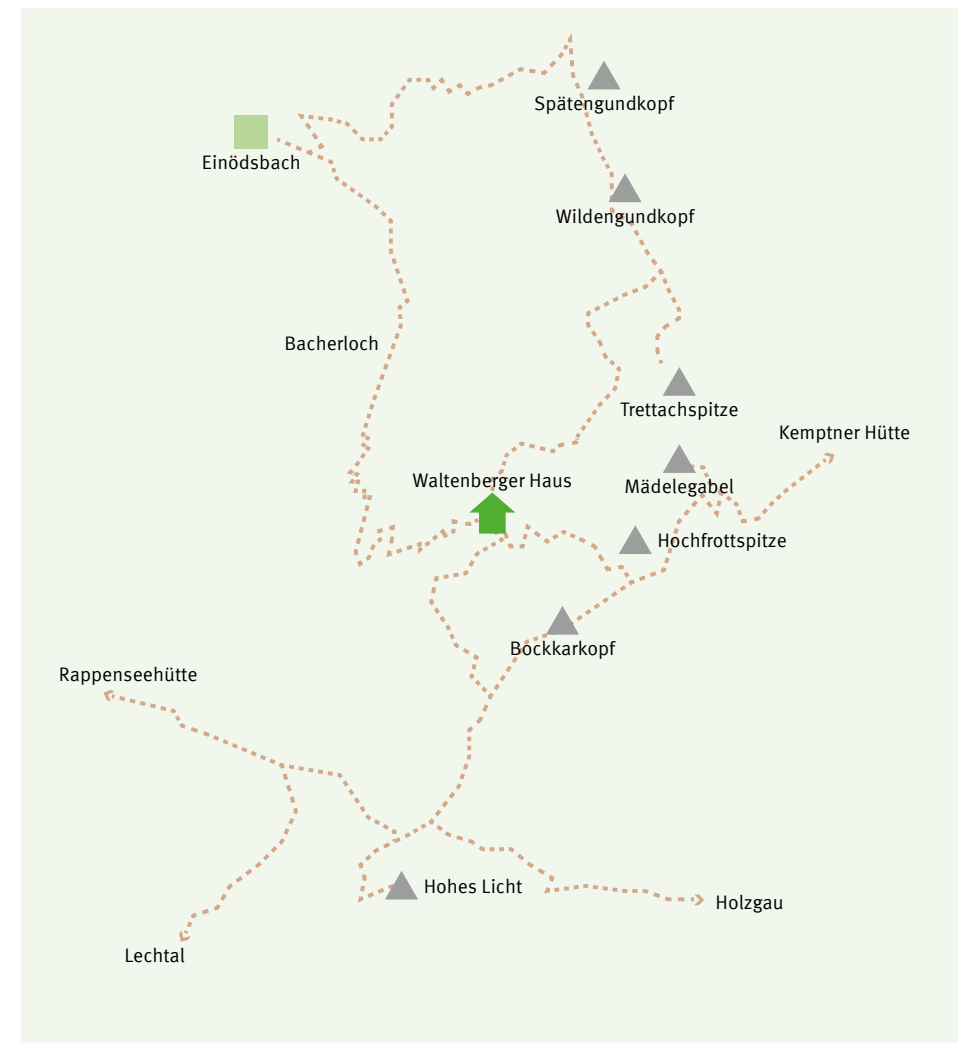 Spätengundkopf
Einödsbach
Wildengundkopf
Bacherloch
Trettachspitze
Kemptner Hütte
Waltenberger Haus
Mädelegabel
Hochfrottspitze
Bockkarkopf
Rappenseehütte
Hohes Licht
Holzgau
Lechtal